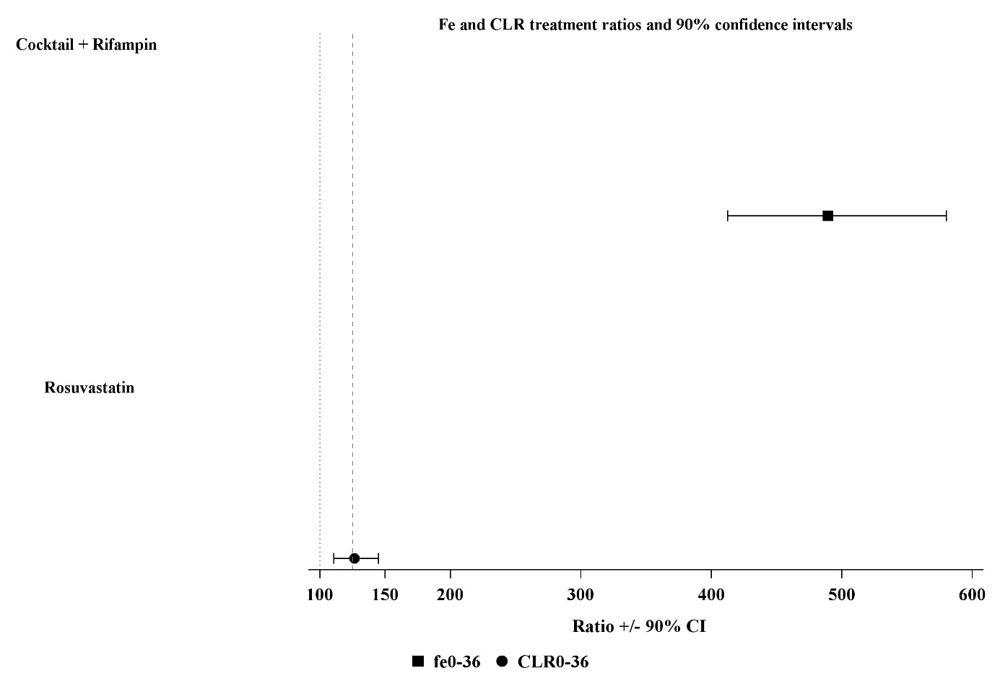 Fe and CLR treatment ratios and 90% confidence intervals
Cocktail + Rifampin
Rosuvastatin
100 150 200 300 400 500 600
Ratio +/- 90% CI
fe0-36 CLR0-36